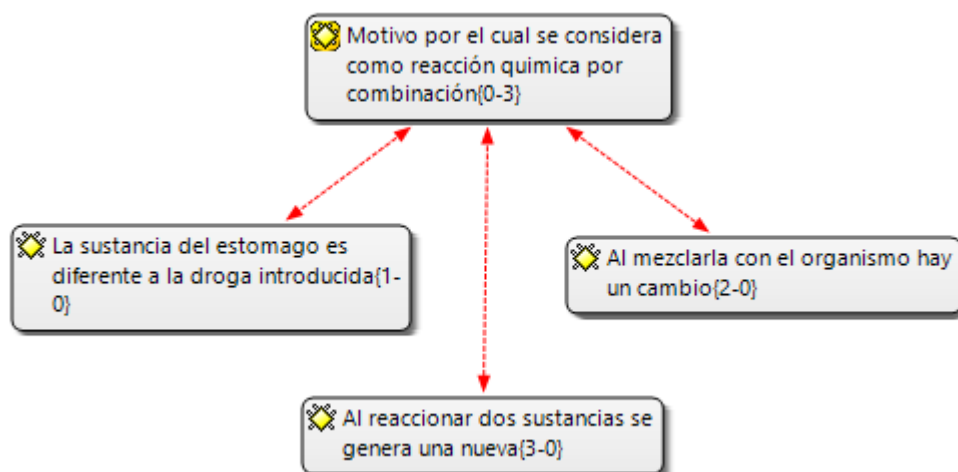 Motivo por el cual se considera
como reacción quimica por
combinación{0-3}
La sustancia del estomago es
diferente a la droga introducida{1-
0}
Al mezclarla con el organismo hay
un cambio{2-0}
Al reaccionar dos sustancias se
genera una nueva{3-0}